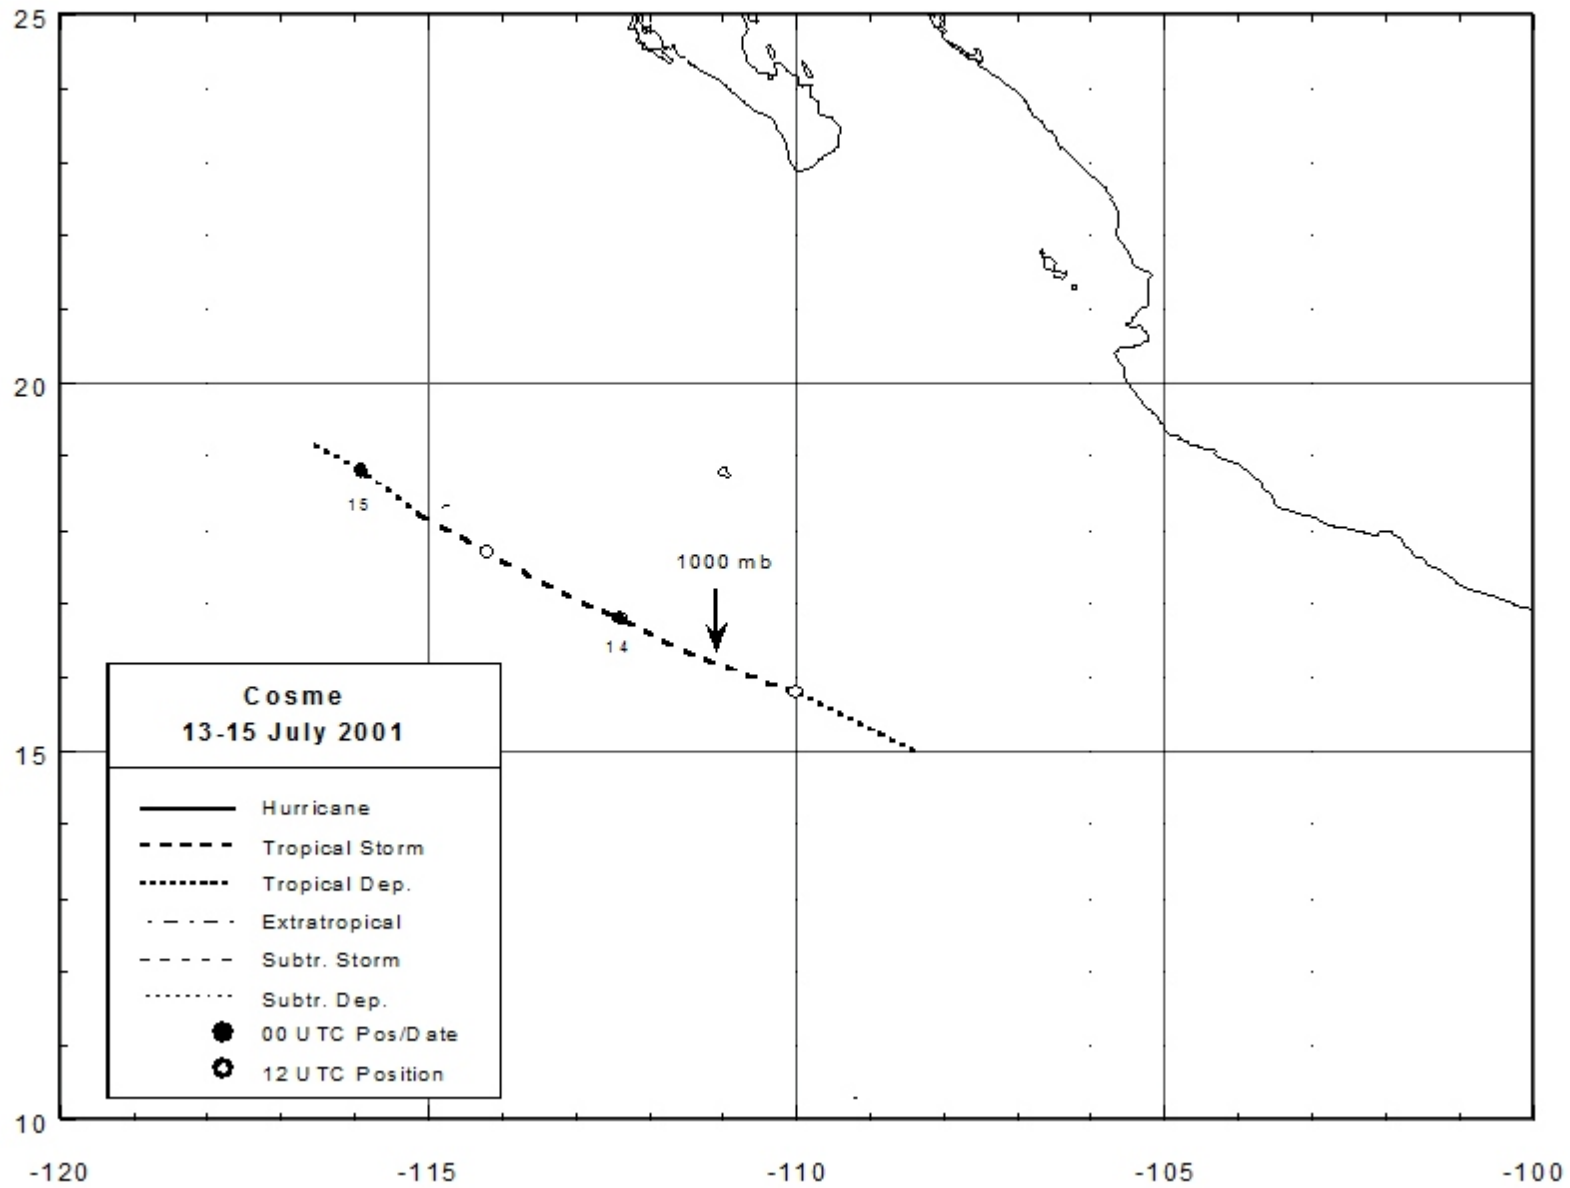 25
20
15
10
-120
-115
-110
-105
-100
15
14
1000 mb
Cosme
13-15 July 2001
Hurricane
Tropical Storm
Tropical Dep.
Extratropical
Subtr. Storm
Subtr. Dep.
00 UTC Pos/Date
12 UTC Position